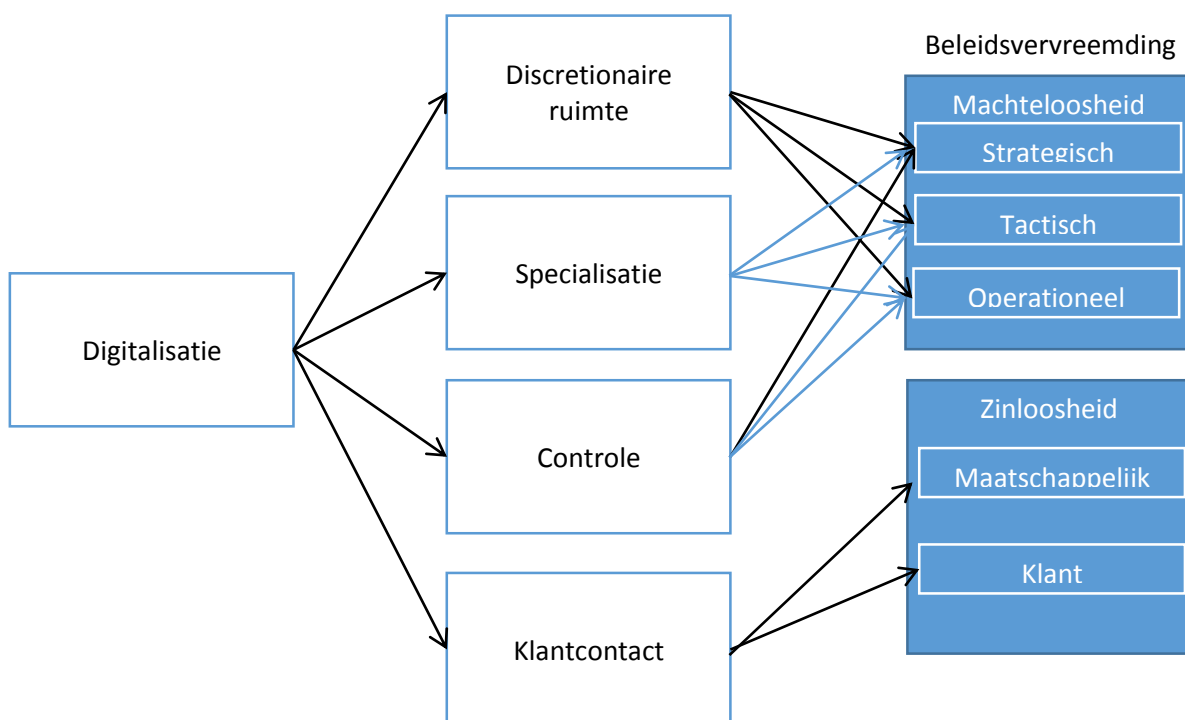 Beleidsvervreemding
Discretionaire
ruimte
Machteloosheid
Strategisch
Specialisatie
Tactisch
Operationeel
Digitalisatie
Controle
Zinloosheid
Maatschappelijk
Klantcontact
Klant